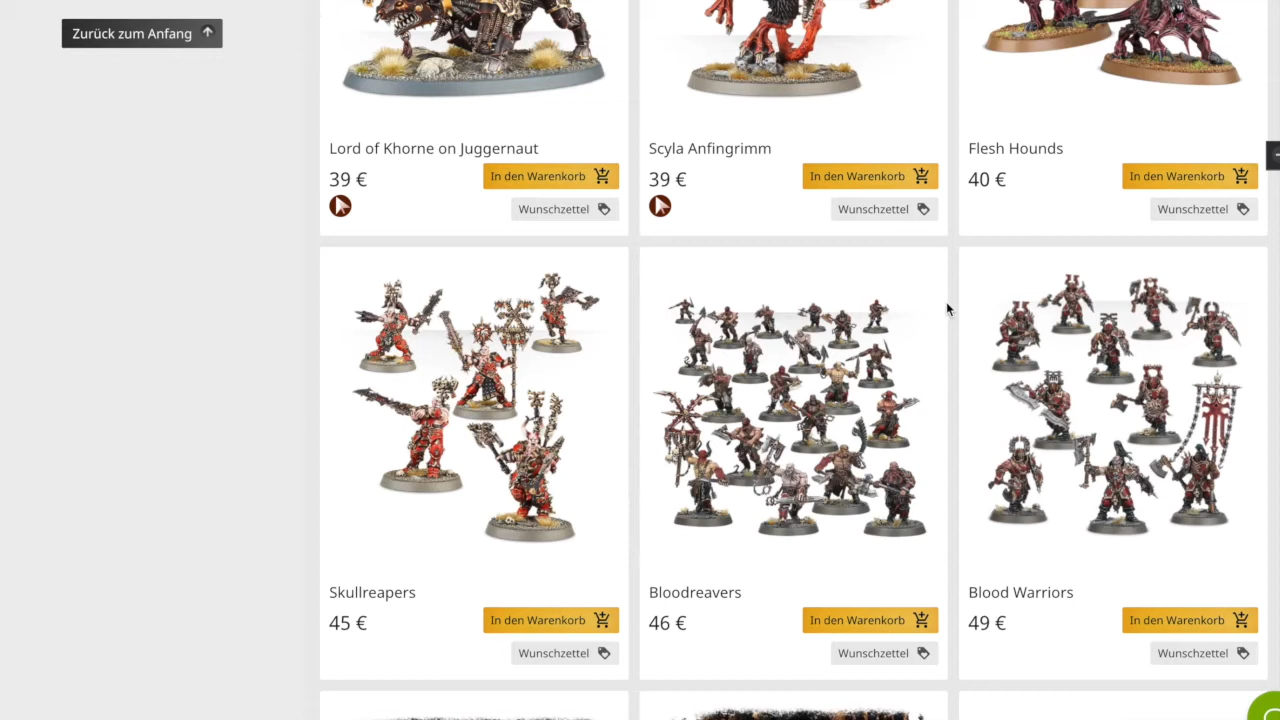 Zurück zum Anfang
Lord of Khorne on Juggernaut
39 €
In den Warenkorb
Wunschzettel
Scyla Anfingrimm
39 €
In den Warenkorb
Wunschzettel
Flesh Hounds
40 €
In den Warenkorb
Wunschzettel
Skullreapers
45 €
In den Warenkorb
Wunschzettel
Bloodreavers
46 €
In den Warenkorb
Wunschzettel
Blood Warriors
49 €
In den Warenkorb
Wunschzettel